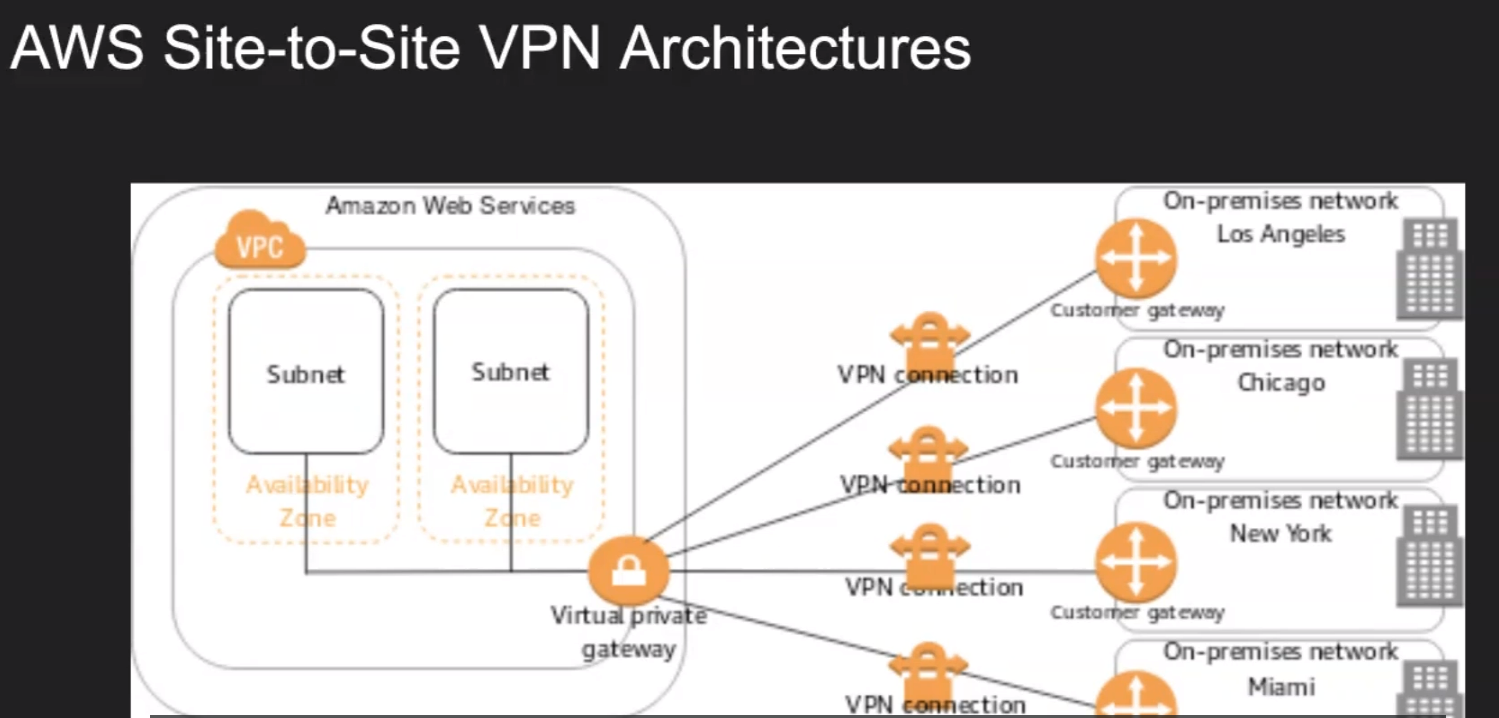 AWS Site-to-Site VPN Architectures
Amazon Web Services
VPC
Subnet
Subnet
Availability
Zone
Availability
Zone
Virtual private
gateway
VPN connection
VPN connection
VPN connection
VPN connection
On-premises network
Los Angeles
Customer gateway
On-premises network
Chicago
Customer gateway
On-premises network
New York
Customer gateway
On-premises network
Miami